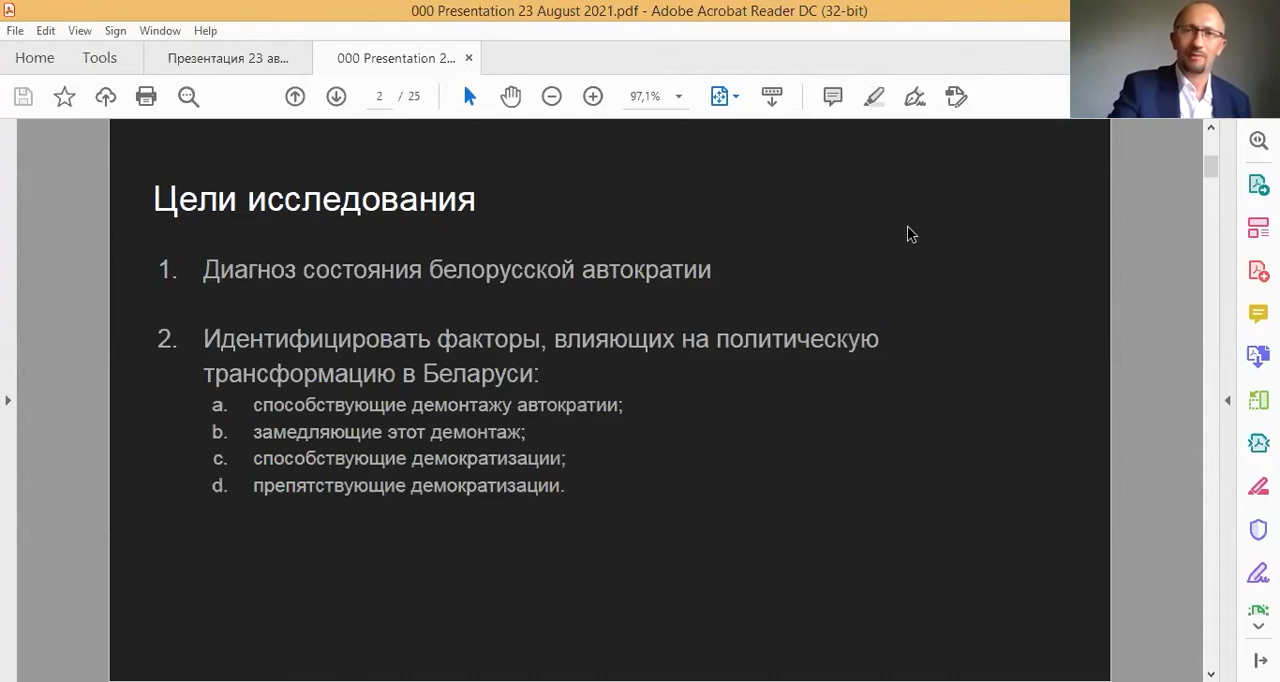 000 Presentation 23 August 2021.pdf - Adobe Acrobat Reader DC (32-bit)
File Edit View Sign Window Help
Home Tools Презентация 23 ав... 000 Presentation 2... ×
2 / 25 97,1%
Цели исследования
1. Диагноз состояния белорусской автократии
2. Идентифицировать факторы, влияющих на политическую
трансформацию в Беларуси:
a. способствующие демонтажу автократии;
b. замедляющие этот демонтаж;
c. способствующие демократизации;
d. препятствующие демократизации.